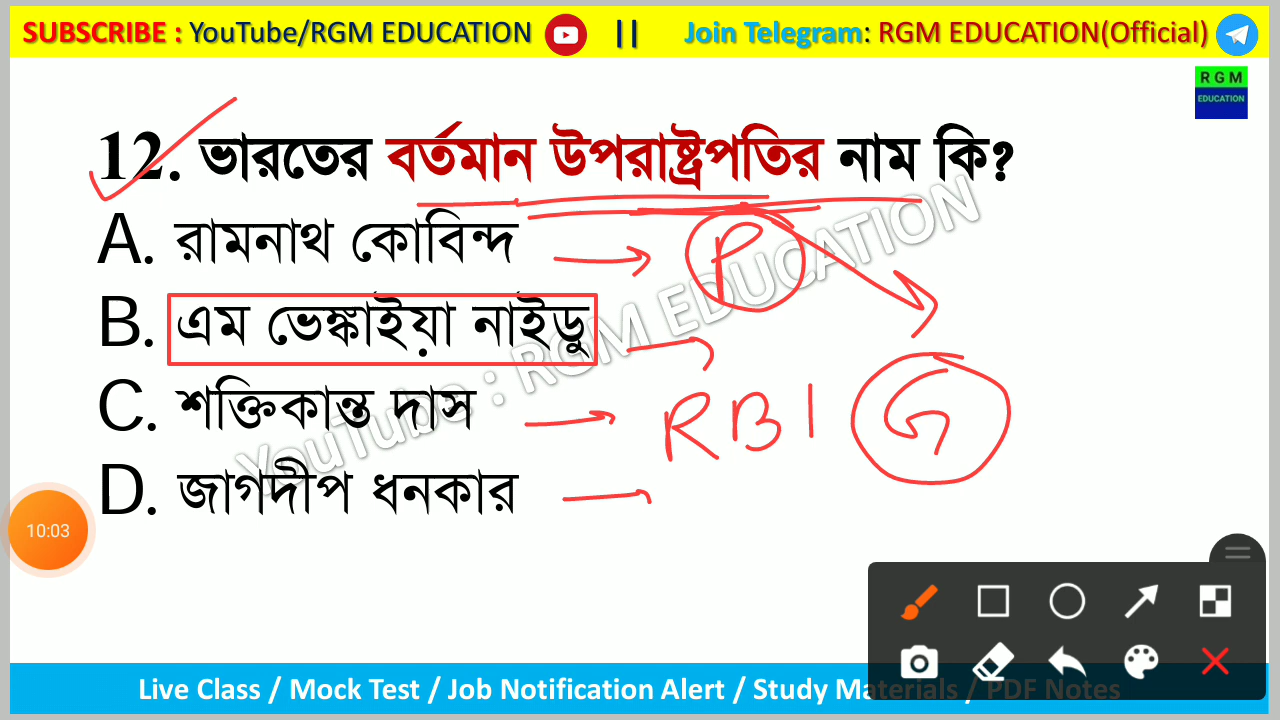 SUBSCRIBE : YouTube/RGM EDUCATION || Join Telegram: RGM EDUCATION(Official)
RGM
EDUCATION
12. ভারতের বর্তমান উপরাষ্ট্রপতির নাম কি?
A. রামনাথ কোবিন্দ
P
B. এম ভেঙ্কাইয়া নাইডু
C. শক্তিকান্ত দাস
RBI G
D. জাগদীপ ধনকার
YouTube : RGM EDUCATION
10:03
Live Class / Mock Test / Job Notification Alert / Study Materials / PDF Notes